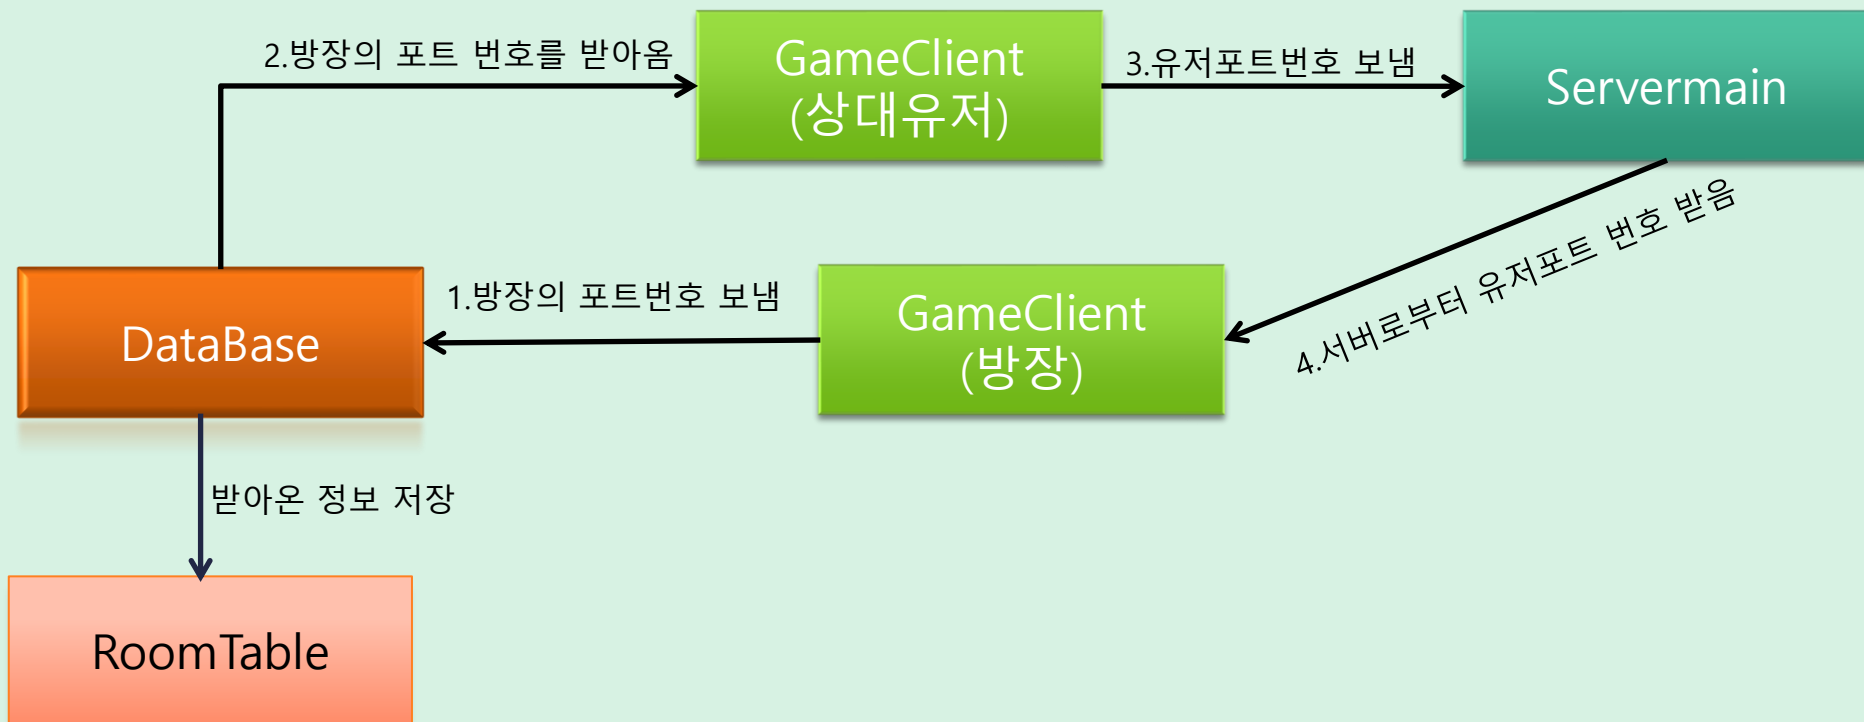 2.방장의 포트 번호를 받아옴
GameClient
(상대유저)
3.유저포트번호 보냄
Servermain
4.서버로부터 유저포트 번호 받음
DataBase
1.방장의 포트번호 보냄
GameClient
(방장)
받아온 정보 저장
RoomTable